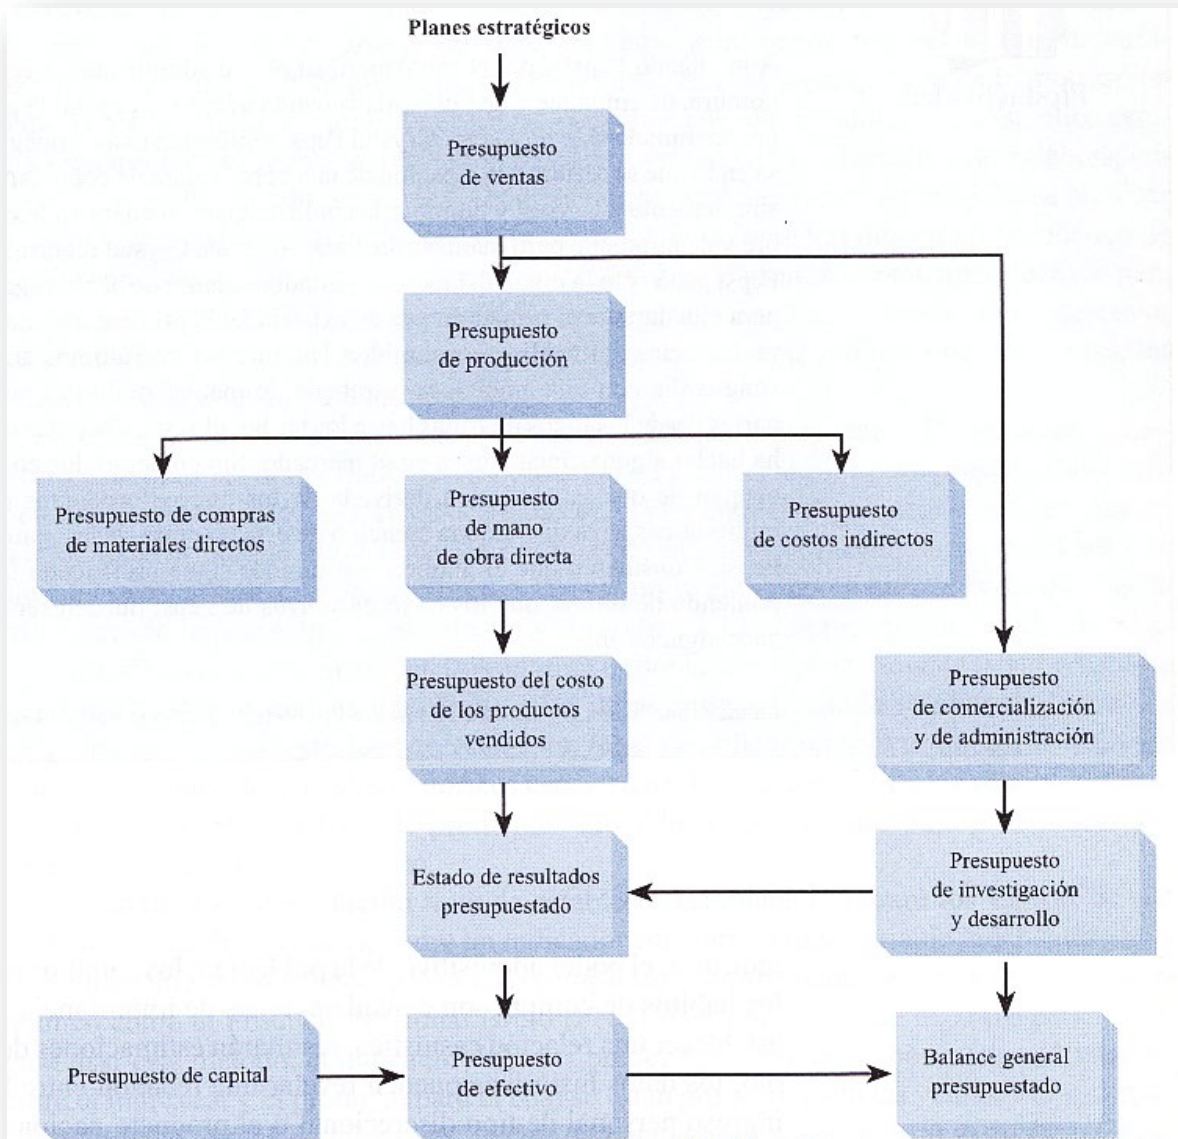 Planes estratégicos
Presupuesto
de ventas
Presupuesto
de producción
Presupuesto de compras
de materiales directos
Presupuesto
de mano
de obra directa
Presupuesto
de costos indirectos
Presupuesto del costo
de los productos
vendidos
Presupuesto
de comercialización
y de administración
Estado de resultados
presupuestado
Presupuesto
de investigación
y desarrollo
Presupuesto de capital
Presupuesto
de efectivo
Balance general
presupuestado